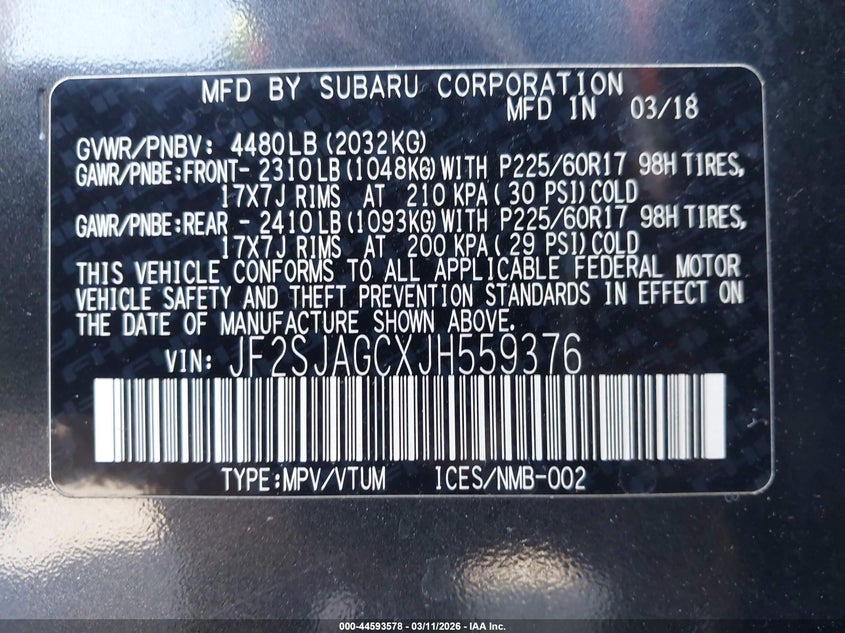 MFD BY SUBARU CORPORATION
MFD IN 03/18
GVWR/PNBV: 4480LB(2032KG)
GAWR/PNBE:FRONT- 2310LB(1048KG)WITH P225/60R17 98H TIRES,
17X7J RIMS AT 210 KPA(30 PSI)COLD
GAWR/PNBE:REAR - 2410LB(1093KG)WITH P225/60R17 98H TIRES,
17X7J RIMS AT 200 KPA(29 PSI)COLD
THIS VEHICLE CONFORMS TO ALL APPLICABLE FEDERAL MOTOR
VEHICLE SAFETY AND THEFT PREVENTION STANDARDS IN EFFECT ON
THE DATE OF MANUFACTURE SHOWN ABOVE.
VIN: JF2SJAGCXJH559376
TYPE:MPV/VTUM ICES/NMB-002
000-44593578 - 03/11/2026 - IAA Inc.